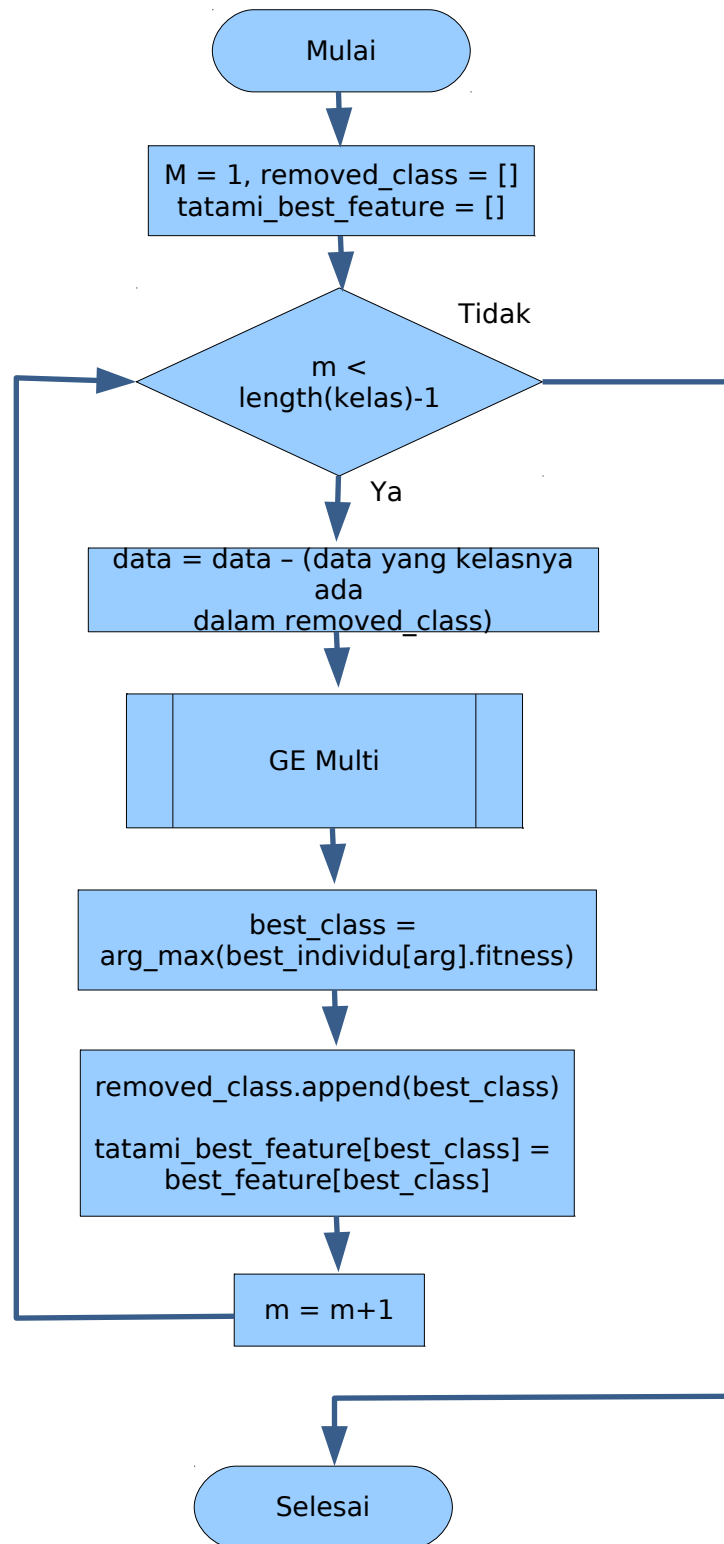 Mulai
M = 1, removed_class = []
tatami_best_feature = []
Tidak
m <
length(kelas)-1
Ya
data = data – (data yang kelasnya
ada
dalam removed_class)
GE Multi
best_class =
arg_max(best_individu[arg].fitness)
removed_class.append(best_class)
tatami_best_feature[best_class] =
best_feature[best_class]
m = m+1
Selesai